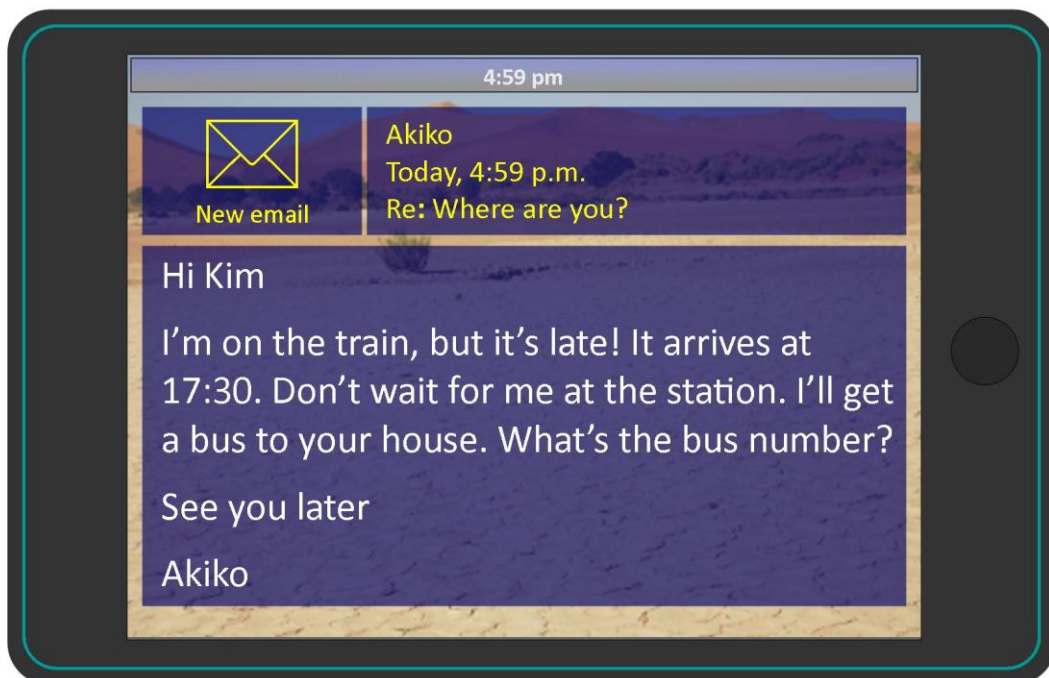 4:59 pm
New email
Akiko
Today, 4:59 p.m.
Re: Where are you?
Hi Kim
I’m on the train, but it’s late! It arrives at
17:30. Don’t wait for me at the station. I’ll get
a bus to your house. What’s the bus number?
See you later
Akiko